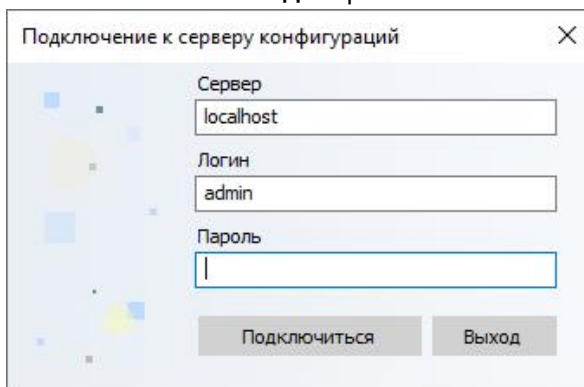 Подключение к серверу конфигураций
Сервер
localhost
Логин
admin
Пароль
Подключиться Выход